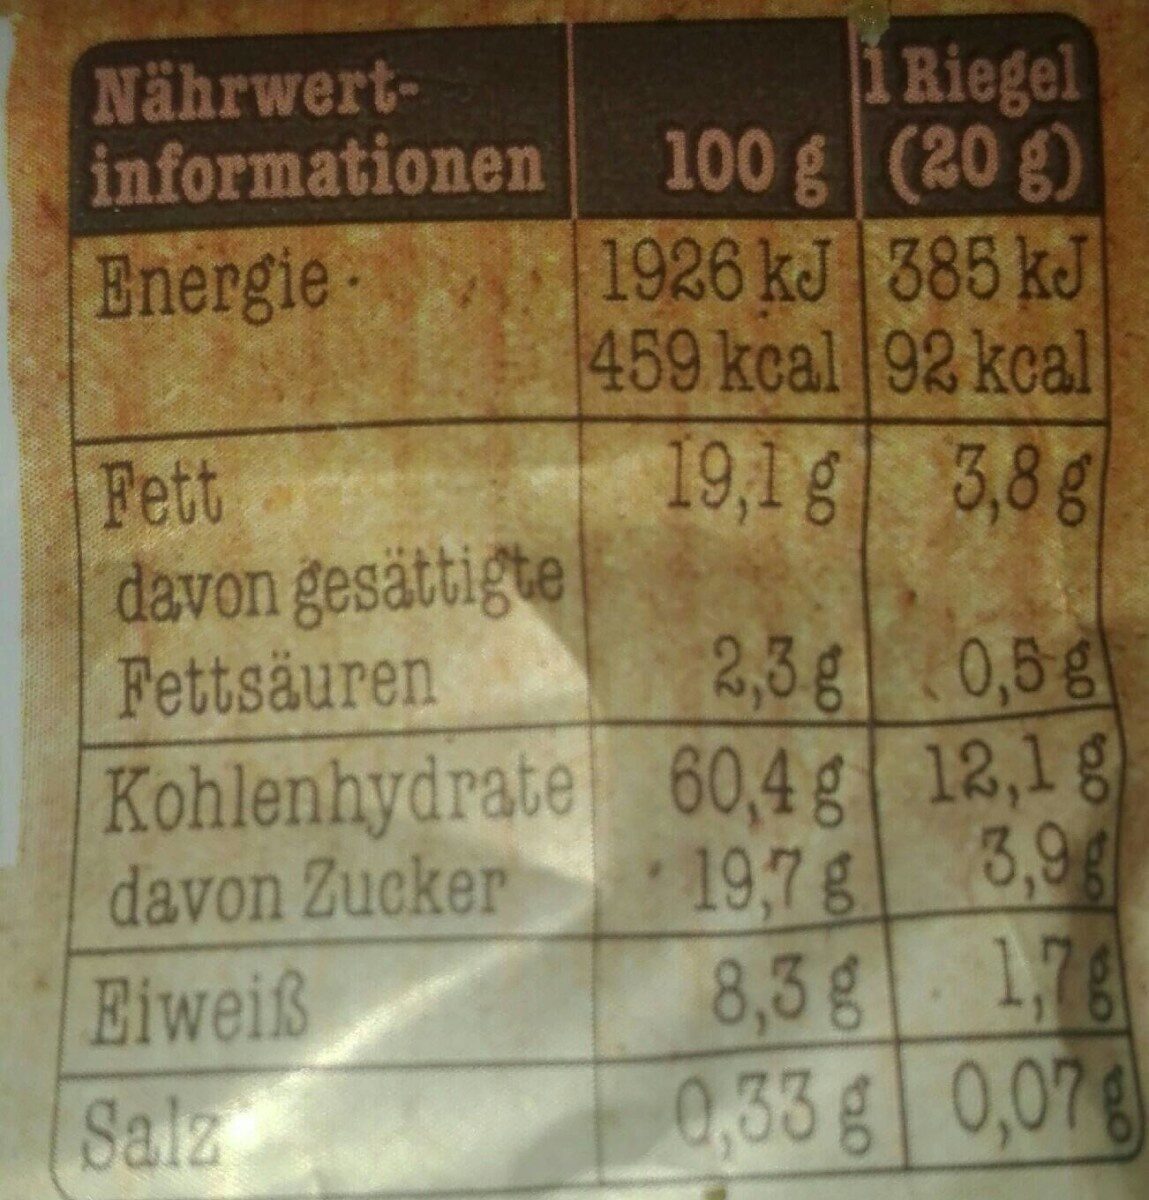 Nährwert-
informationen 100 g 1 Riegel (20 g)
Energie 1926 kJ 385 kJ
459 kcal 92 kcal
Fett 19,1 g 3,8 g
davon gesättigte
Fettsäuren 2,3 g 0,5 g
Kohlenhydrate 60,4 g 12,1 g
davon Zucker 19,7 g 3,9 g
Eiweiß 8,3 g 1,7 g
Salz 0,33 g 0,07 g